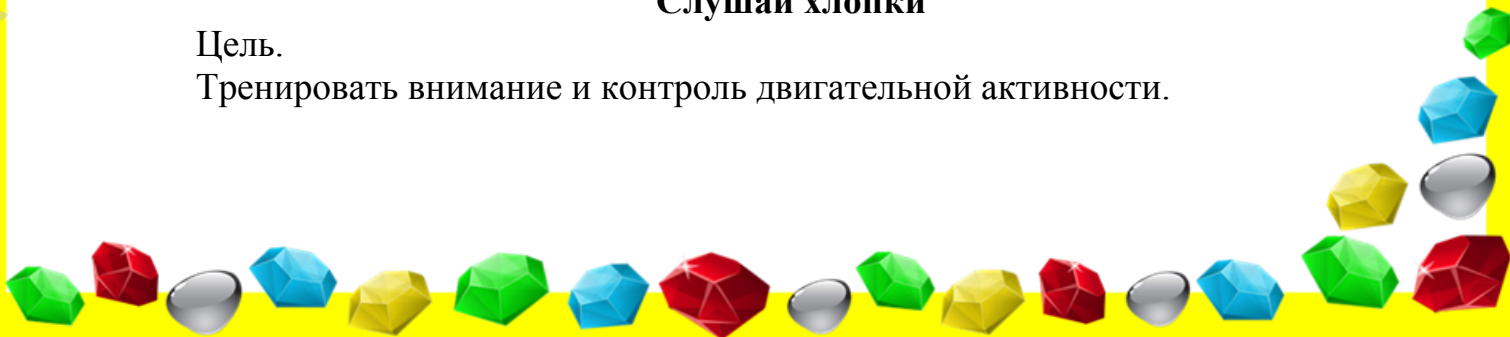 Слушай хлопки
Цель.
Тренировать внимание и контроль двигательной активности.